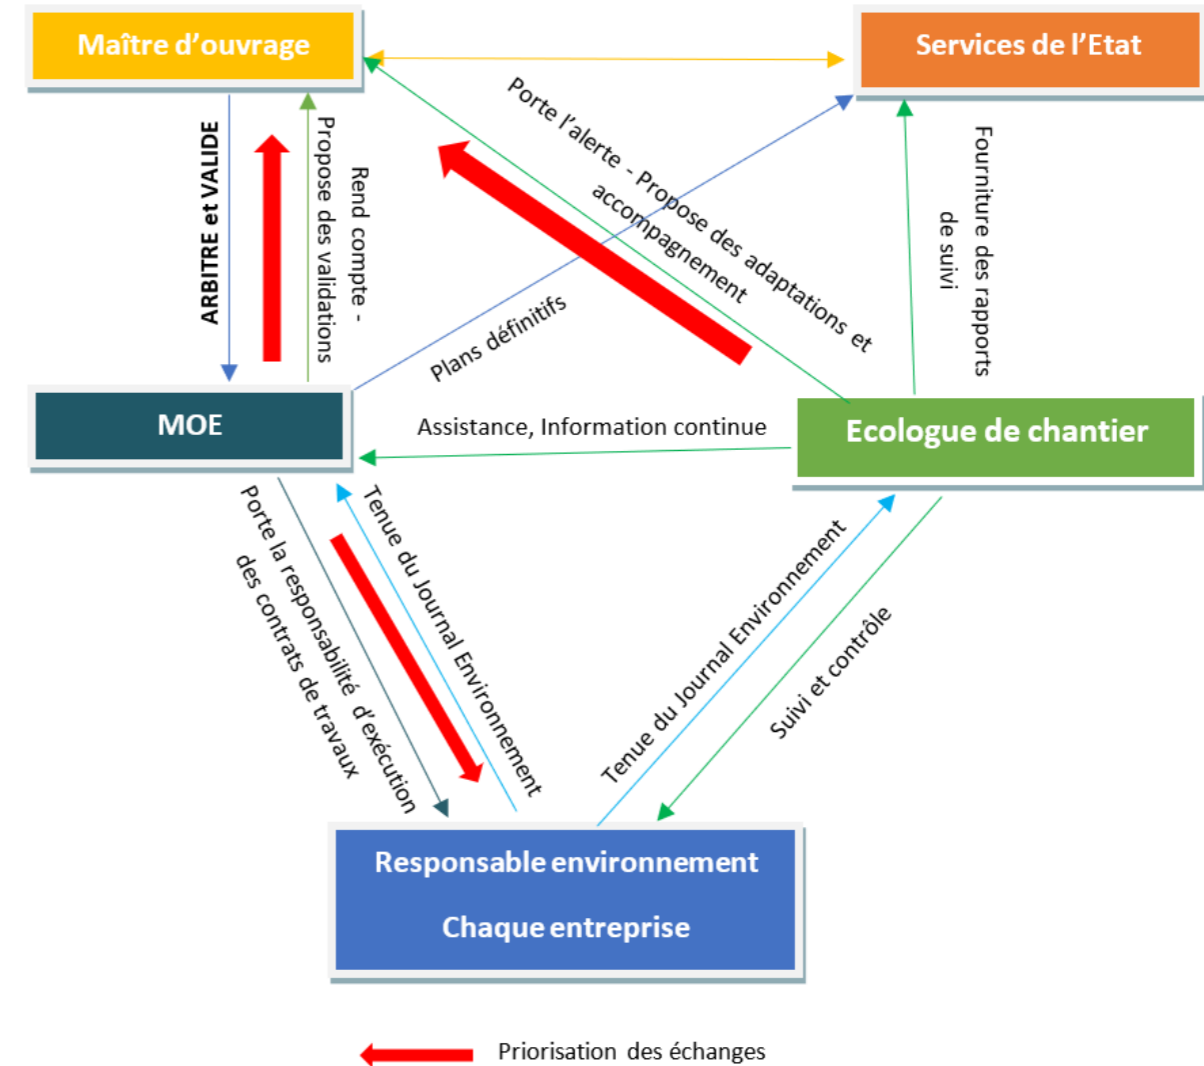 Maître d’ouvrage
Services de l’Etat
ARBITRE et VALIDE
Rend compte -
Propose des validations
Porte l’alerte - Propose des adaptations et
accompagnement
Fourniture des rapports
de suivi
Plans définitifs
MOE
Assistance, Information continue
Ecologue de chantier
Porte la responsabilité d’exécution
des contrats de travaux
Tenue du Journal Environnement
Tenue du Journal Environnement
Suivi et contrôle
Responsable environnement
Chaque entreprise
Priorisation des échanges